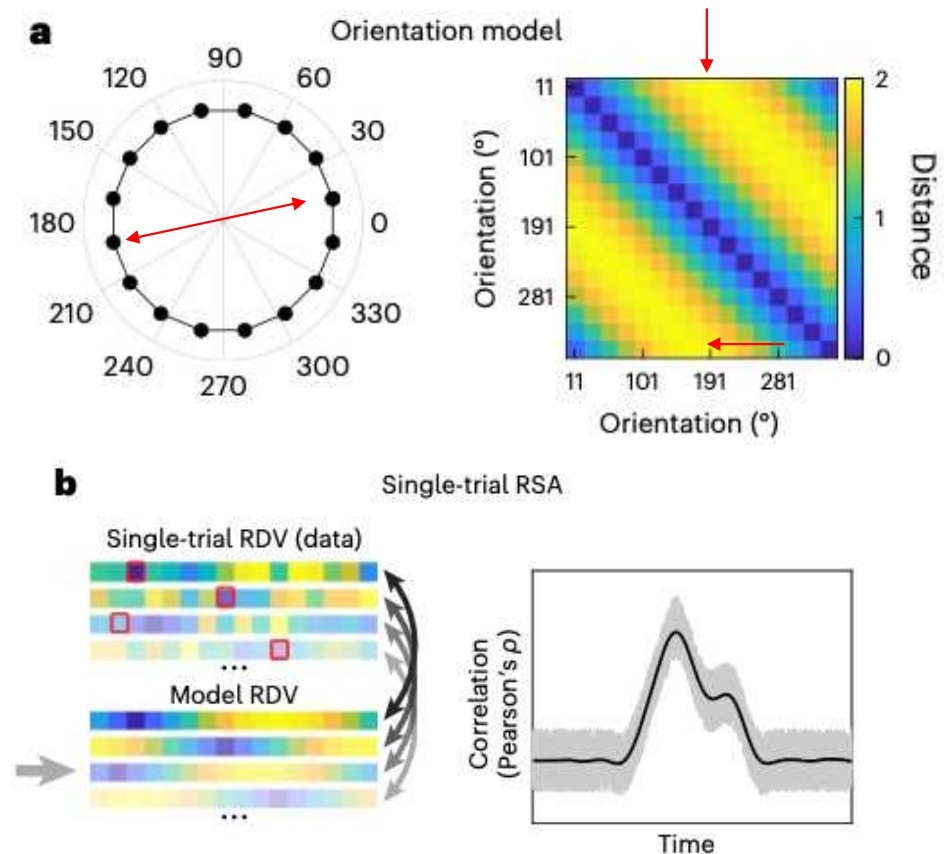 a
Orientation model
90
120
60
150
30
180
0
210
330
240
300
270
11
101
191
281
Orientation (°)
11
101
191
281
Orientation (°)
2
1
0
Distance
b
Single-trial RSA
Single-trial RDV (data)
...
Model RDV
...
Correlation
(Pearson's ρ)
Time